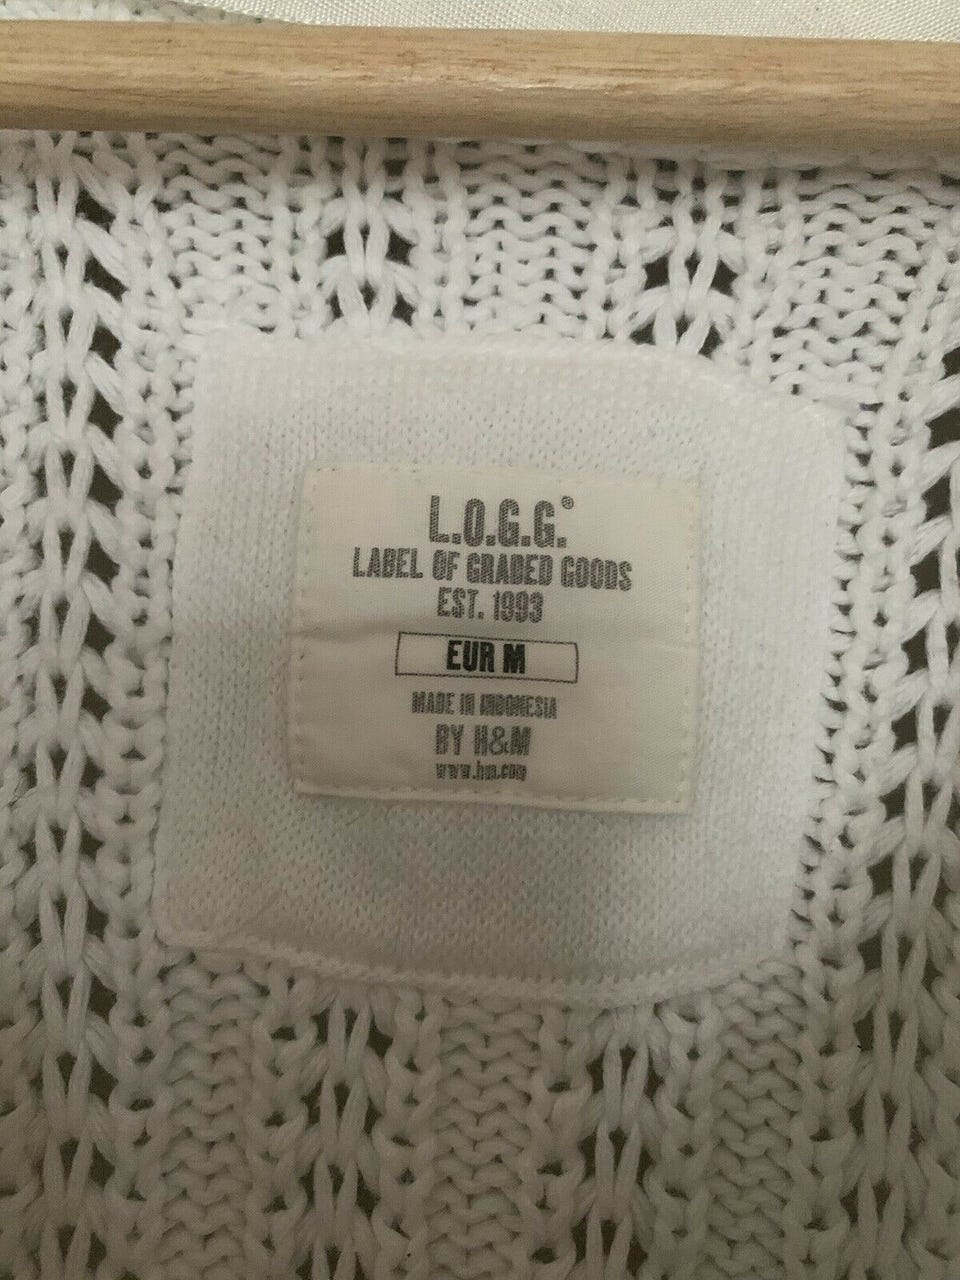 L.O.G.G.®
LABEL OF GRADED GOODS
EST. 1993
EUR M
MADE IN INDONESIA
BY H&M
www.hm.com